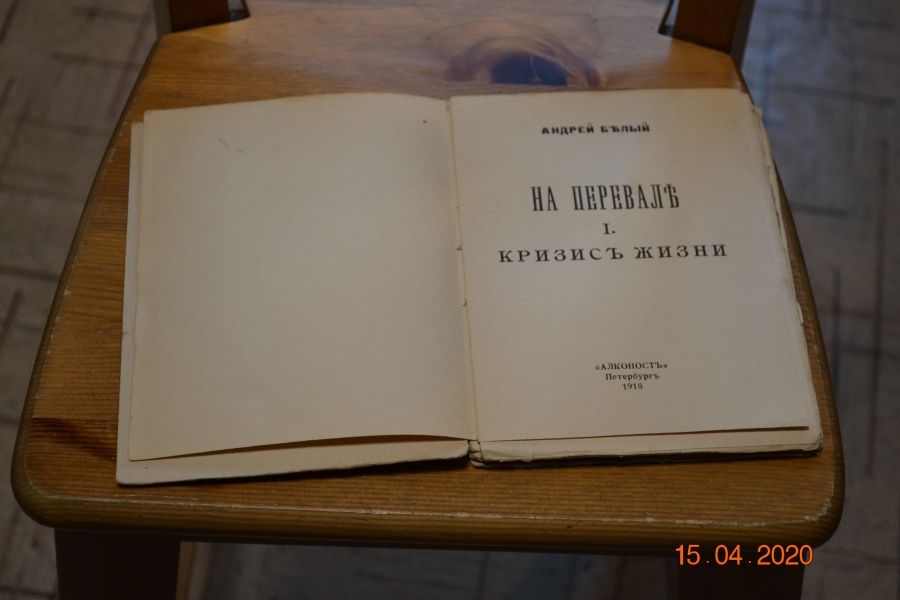 АНДРЕЙ БѢЛЫЙ
НА ПЕРЕВАЛѢ
I.
КРИЗИСЪ ЖИЗНИ
«АЛКОНОСТЪ»
Петербургъ
1918
15.04.2020